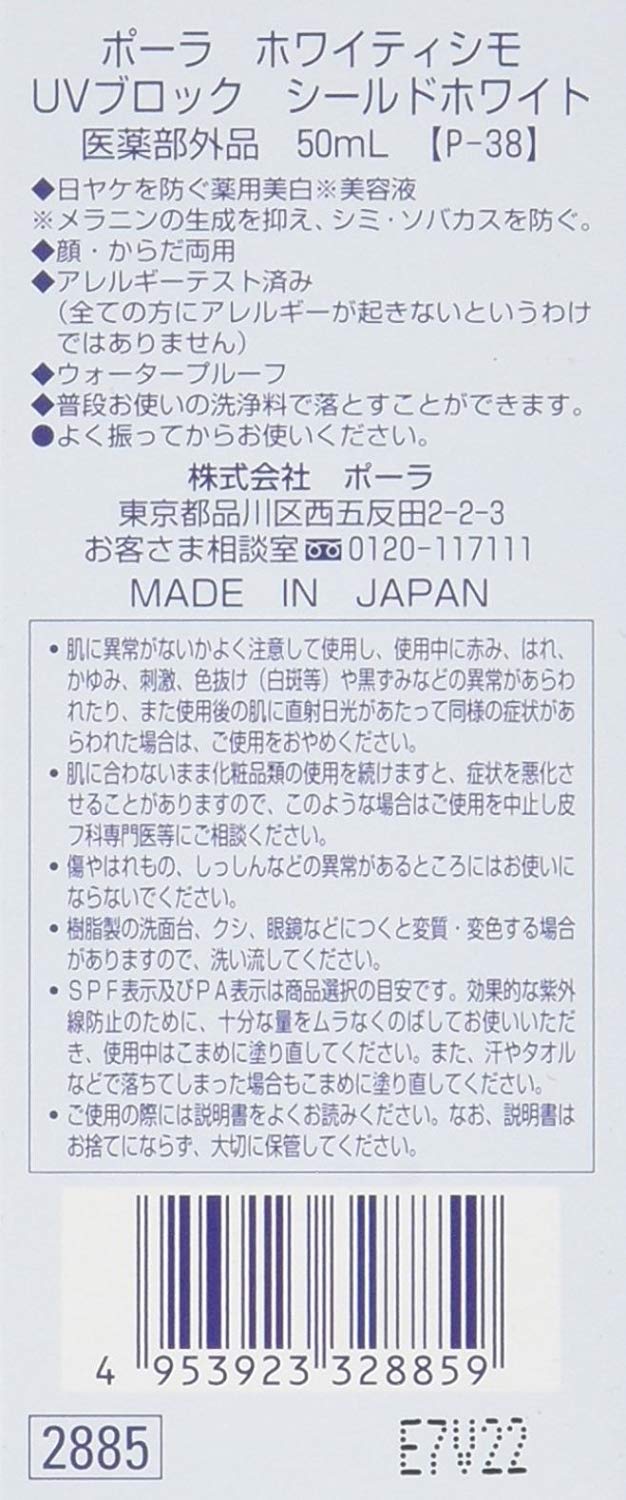 ポーラ　ホワイティシモ
UVブロック　シールドホワイト
医薬部外品　50mL　【P-38】
◆日ヤケを防ぐ薬用美白※美容液
※メラニンの生成を抑え、シミ・ソバカスを防ぐ。
◆顔・からだ両用
◆アレルギーテスト済み
（全ての方にアレルギーが起きないというわけ
ではありません）
◆ウォータープルーフ
◆普段お使いの洗浄料で落とすことができます。
●よく振ってからお使いください。
株式会社　ポーラ
東京都品川区西五反田2-2-3
お客さま相談室 0120-117111
MADE IN JAPAN
• 肌に異常がないかよく注意して使用し、使用中に赤み、はれ、
かゆみ、刺激、色抜け（白斑等）や黒ずみなどの異常があらわ
れたり、また使用後の肌に直射日光があたって同様の症状があ
らわれた場合は、ご使用をおやめください。
• 肌に合わないまま化粧品類の使用を続けますと、症状を悪化さ
せることがありますので、このような場合はご使用を中止し皮
フ科専門医等にご相談ください。
• 傷やはれもの、しっしんなどの異常があるところにはお使いに
ならないでください。
• 樹脂製の洗面台、クシ、眼鏡などにつくと変質・変色する場合
がありますので、洗い流してください。
• ＳＰＦ表示及びＰＡ表示は商品選択の目安です。効果的な紫外
線防止のために、十分な量をムラなくのばしてお使いいただ
き、使用中はこまめに塗り直してください。また、汗やタオル
などで落ちてしまった場合もこまめに塗り直してください。
• ご使用の際には説明書をよくお読みください。なお、説明書は
お捨てにならず、大切に保管してください。
4 953923 328859
2885
E7V22